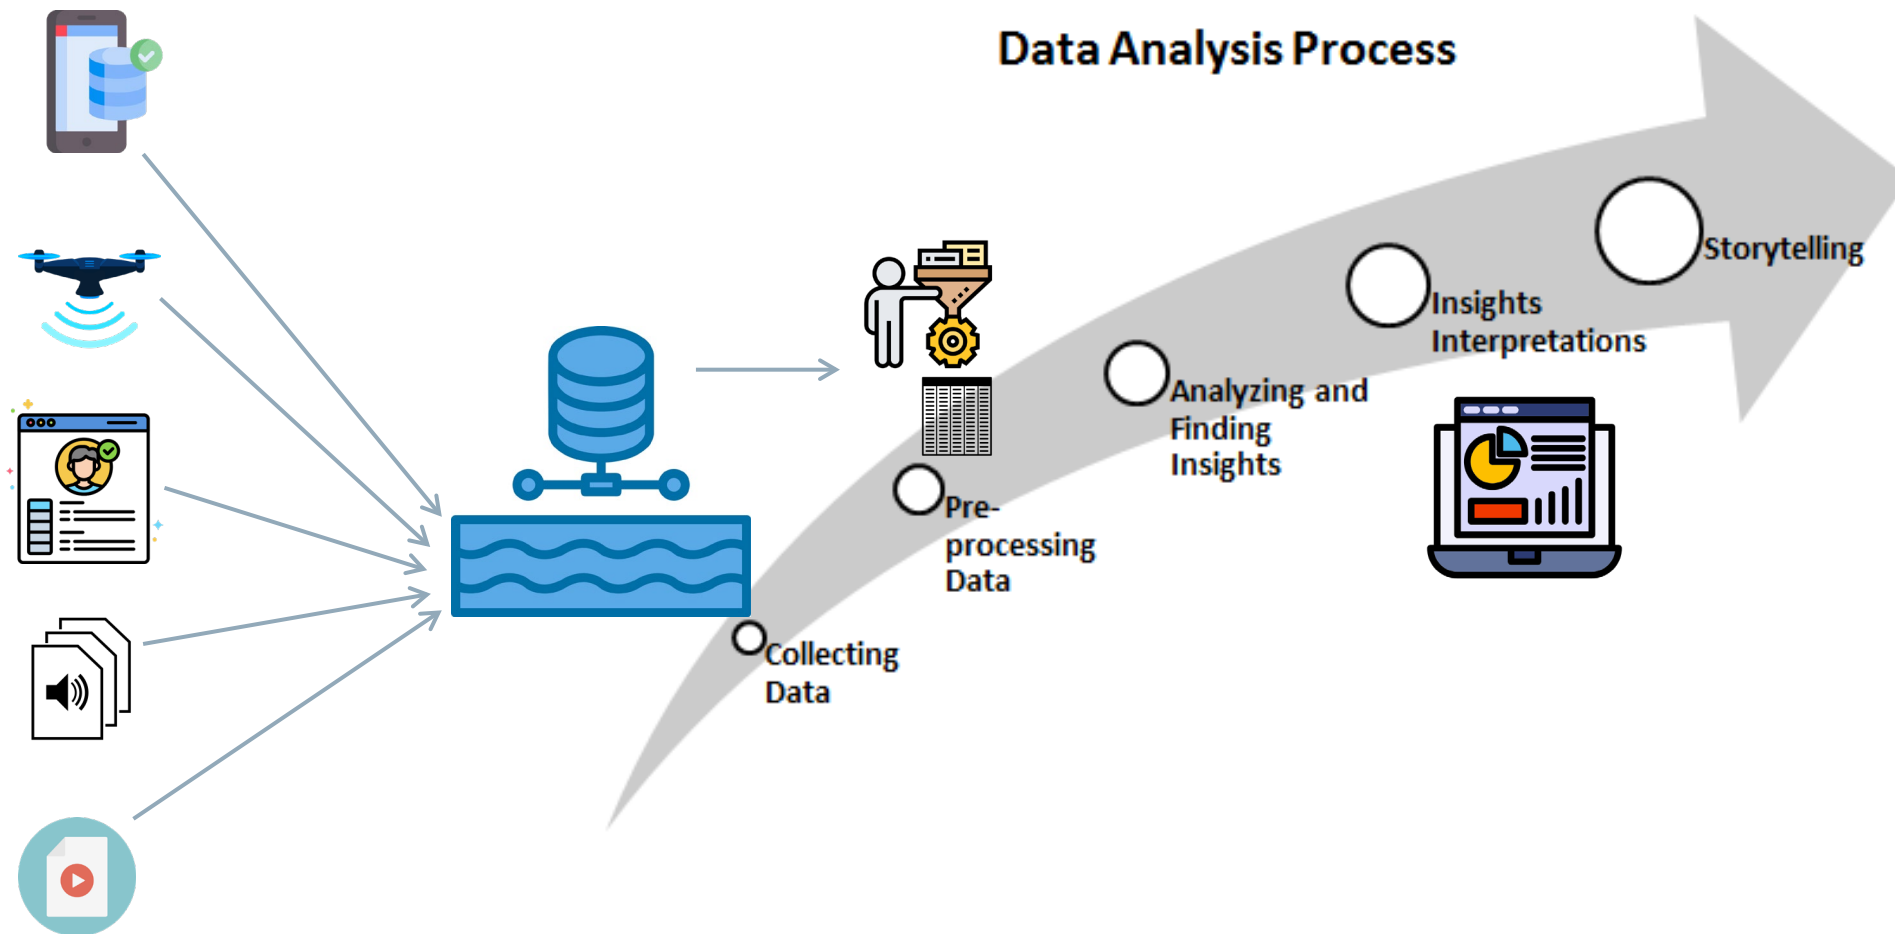 Data Analysis Process
Storytelling
Insights
Interpretations
Analyzing and
Finding
Insights
Pre-
processing
Data
Collecting
Data